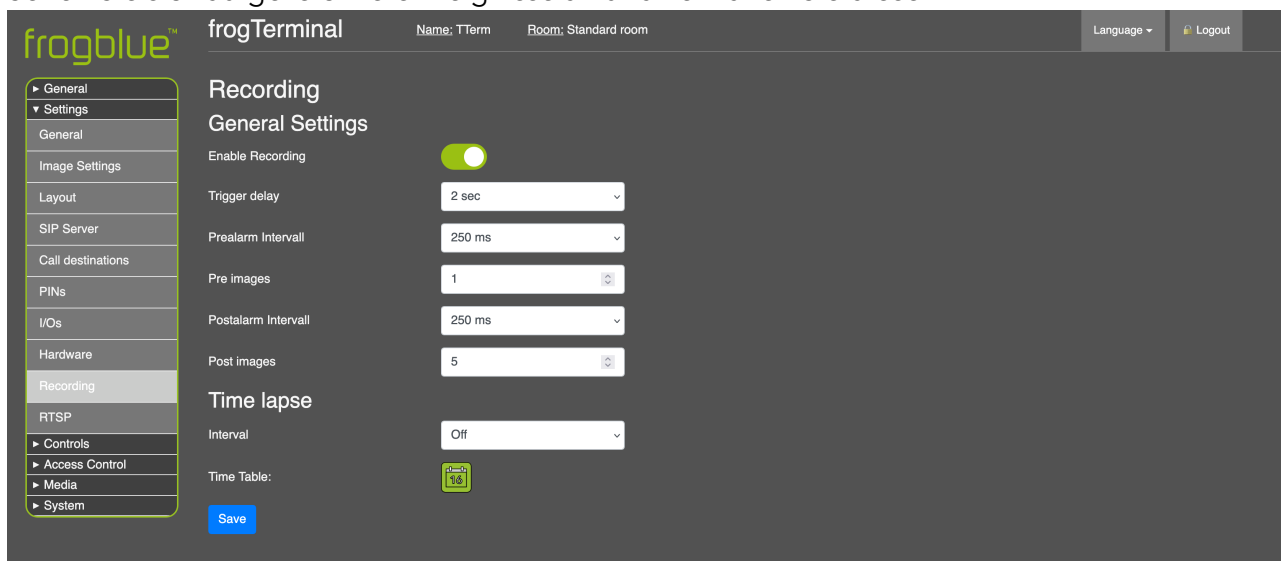 frogblue™
frogTerminal
Name: TTerm
Room: Standard room
Language
Logout
► General
▼ Settings
General
Image Settings
Layout
SIP Server
Call destinations
PINs
I/Os
Hardware
Recording
RTSP
► Controls
► Access Control
► Media
► System
Recording
General Settings
Enable Recording
Trigger delay
2 sec
Prealarm Intervall
250 ms
Pre images
1
Postalarm Intervall
250 ms
Post images
5
Time lapse
Interval
Off
Time Table:
16
Save